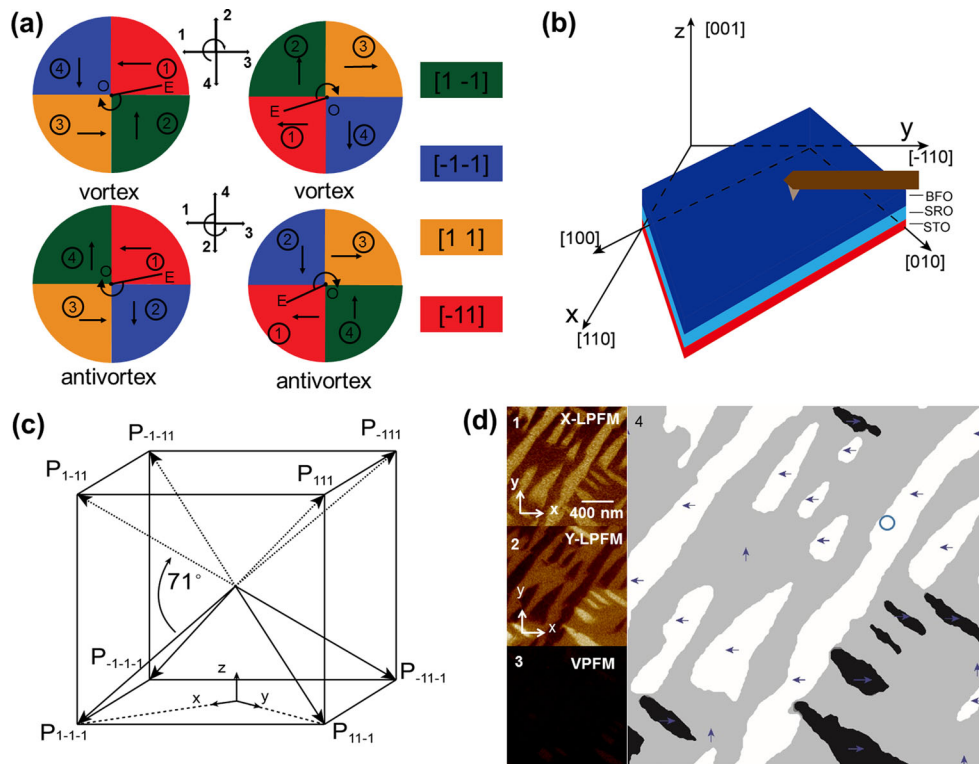 (a)
2
1
3
4
④
①
O
E
③
②
vortex
②
③
E
O
①
④
vortex
4
1
3
2
④
①
O
E
③
②
antivortex
②
③
E
O
①
④
antivortex
[1 -1]
[-1-1]
[1 1]
[-11]
(b)
z
[001]
y
[-110]
BFO
SRO
STO
[100]
[010]
x
[110]
(c)
P-1-11
P-111
P1-11
P111
71°
P-1-1-1
P-11-1
z
x
y
P1-1-1
P11-1
(d)
1
X-LPFM
y
x
400 nm
2
Y-LPFM
y
x
3
VPFM
4